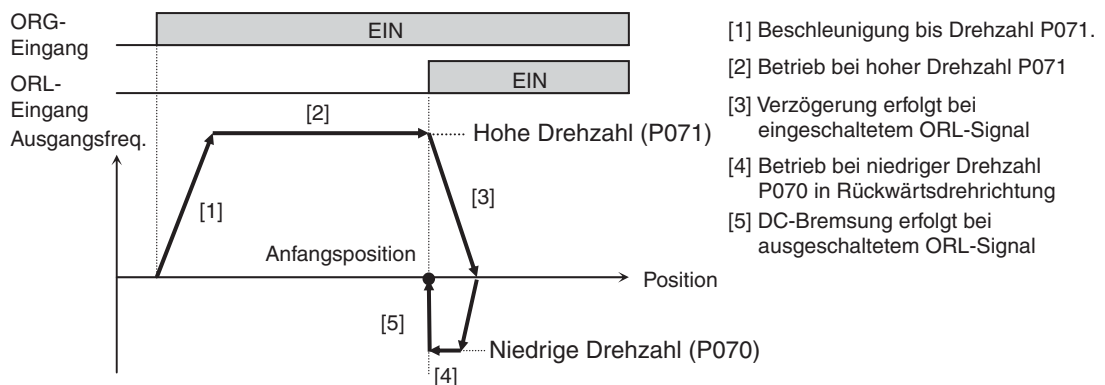 ORG-
Eingang
EIN
ORL-
Eingang
EIN
Ausgangsfreq.
[2]
Hohe Drehzahl (P071)
[1]
[3]
Anfangsposition
Position
[5]
Niedrige Drehzahl (P070)
[4]
[1] Beschleunigung bis Drehzahl P071.
[2] Betrieb bei hoher Drehzahl P071
[3] Verzögerung erfolgt bei
eingeschaltetem ORL-Signal
[4] Betrieb bei niedriger Drehzahl
P070 in Rückwärtsdrehrichtung
[5] DC-Bremsung erfolgt bei
ausgeschaltetem ORL-Signal